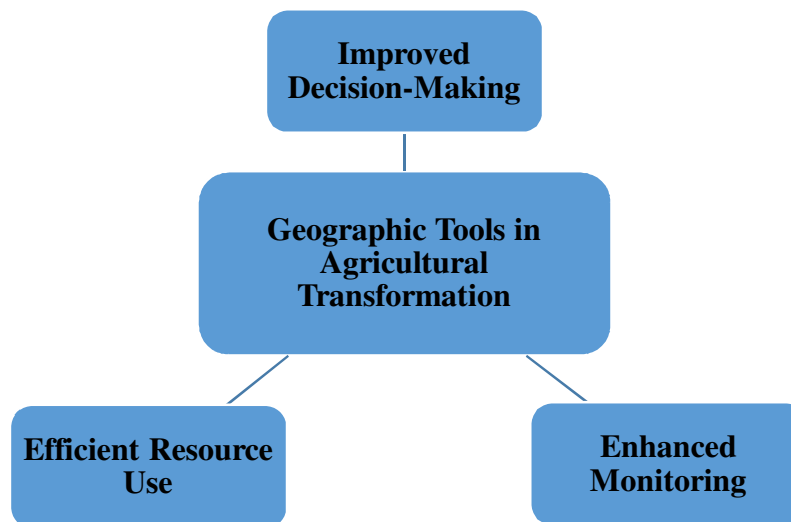 Improved
Decision-Making
Geographic Tools in
Agricultural
Transformation
Efficient Resource
Use
Enhanced
Monitoring